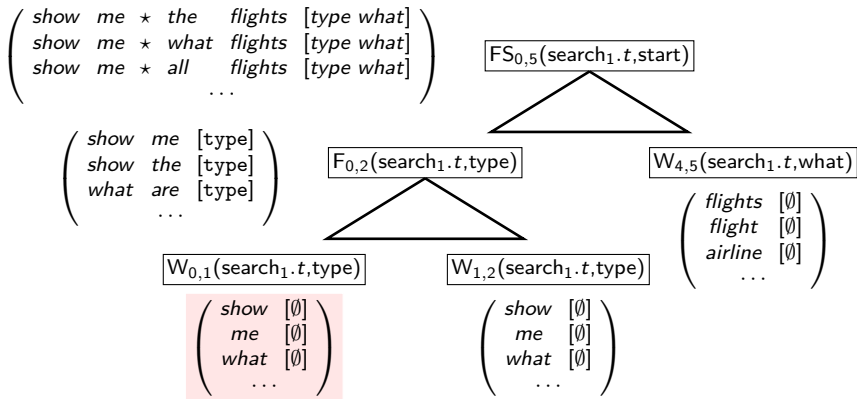 show me ⋆ the flights [type what]
show me ⋆ what flights [type what]
show me ⋆ all flights [type what]
...
FS0,5(search1.t,start)
show me [type]
show the [type]
what are [type]
...
F0,2(search1.t,type)
W4,5(search1.t,what)
flights [∅]
flight [∅]
airline [∅]
...
W0,1(search1.t,type)
W1,2(search1.t,type)
show [∅]
me [∅]
what [∅]
...
show [∅]
me [∅]
what [∅]
...